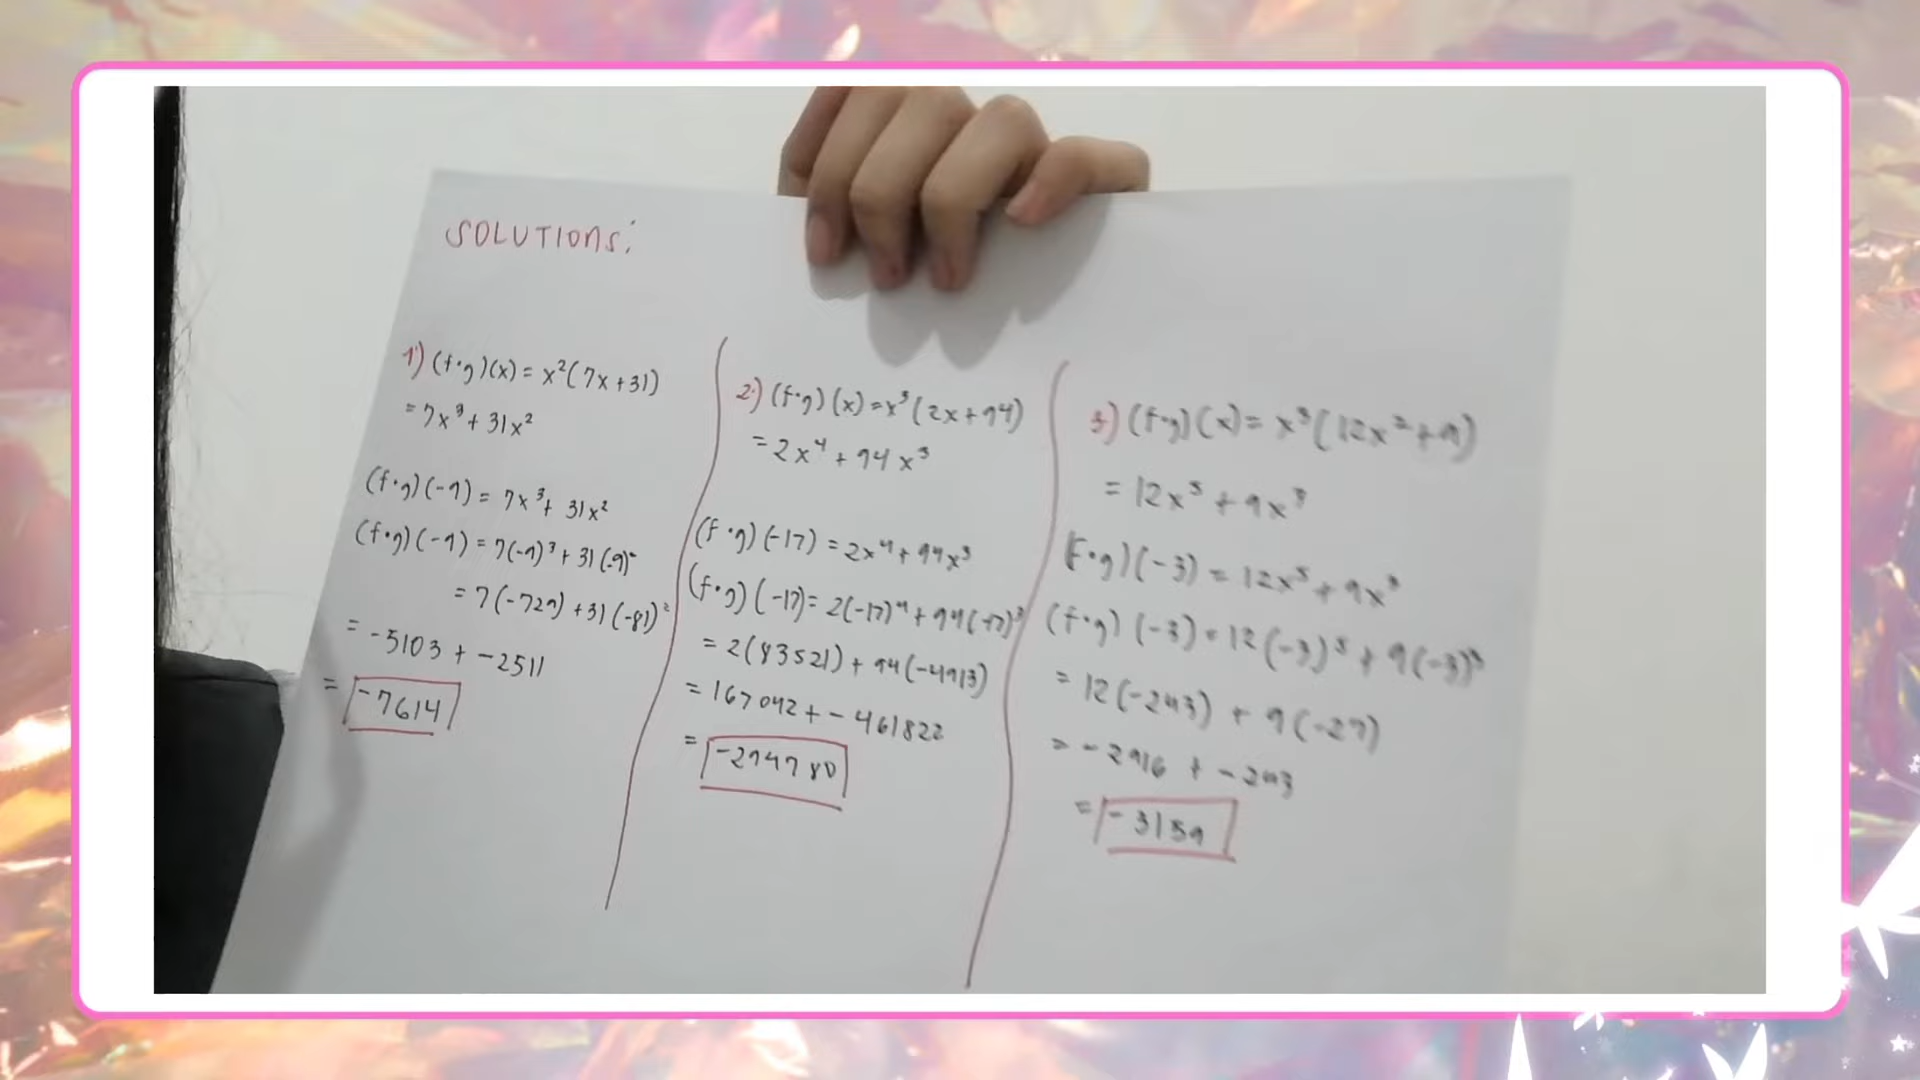 SOLUTIONS:
1.) (f•g)(x) = x²(7x+31)
= 7x³ + 31x²
(f•g)(-9) = 7x³ + 31x²
(f•g)(-9) = 7(-9)³ + 31(-9)²
= 7(-729) + 31(-81)²
= -5103 + -2511
= -7614
2.) (f•g)(x) = x³(2x+94)
= 2x⁴ + 94x³
(f•g)(-17) = 2x⁴ + 94x³
(f•g)(-17) = 2(-17)⁴ + 94(-17)³
= 2(83521) + 94(-4913)
= 167042 + - 461822
= -294780
3.) (f•g)(x) = x³(12x²+9)
= 12x⁵ + 9x³
(f•g)(-3) = 12x⁵ + 9x³
(f•g)(-3) = 12(-3)⁵ + 9(-3)³
= 12(-243) + 9(-27)
= -2916 + -243
= -3159